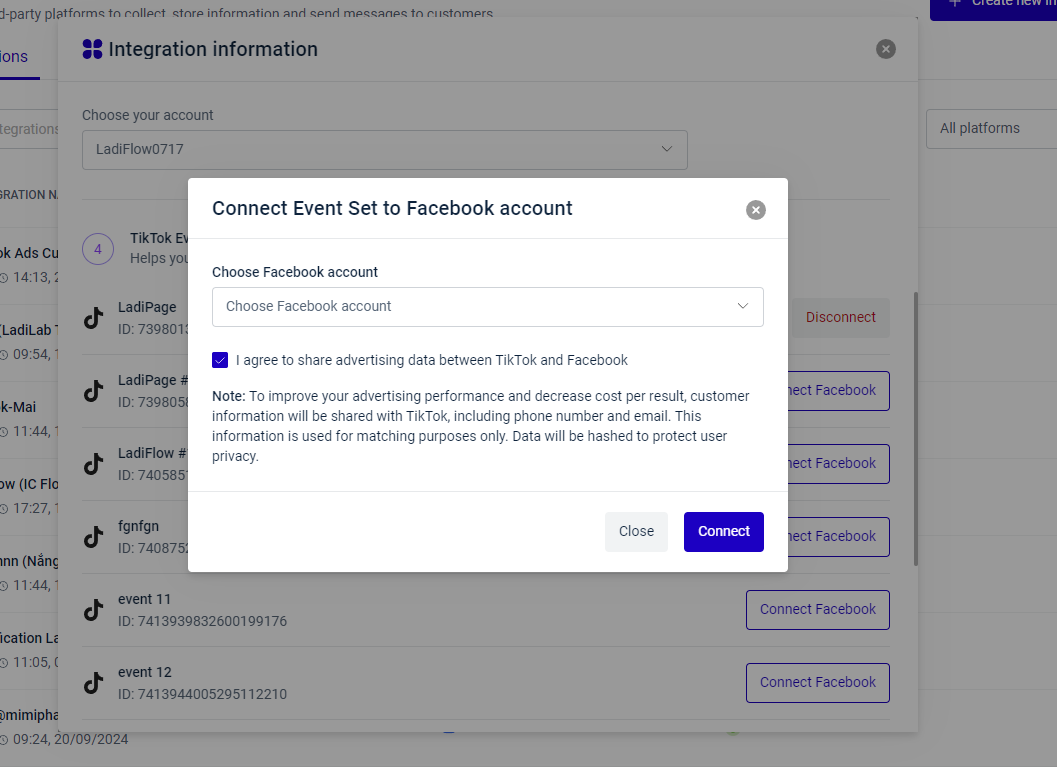 d-party platforms to collect, store information and send messages to customers.
Create new
ions
Integration information
Choose your account
LadiFlow0717
All platforms
Connect Event Set to Facebook account
Choose Facebook account
Choose Facebook account
I agree to share advertising data between TikTok and Facebook
Note: To improve your advertising performance and decrease cost per result, customer
information will be shared with TikTok, including phone number and email. This
information is used for matching purposes only. Data will be hashed to protect user
privacy.
Close
Connect
tegrations
GRATION N
ok Ads Cu
14:13, 2
(LadiLab T
09:54, 1
k-Mai
11:44, 1
ow (IC Flo
17:27, 1
nnn (Nắng
11:44, 1
ication La
11:05, 0
@mimipha
09:24, 20/09/2024
4
TikTok Ev
Helps you
LadiPage
ID: 7398013
Disconnect
LadiPage #
ID: 7398058
nect Facebook
LadiFlow #
ID: 7405857
nect Facebook
fgnfgn
ID: 7408752
nect Facebook
event 11
ID: 7413939832600199176
Connect Facebook
event 12
ID: 7413944005295112210
Connect Facebook